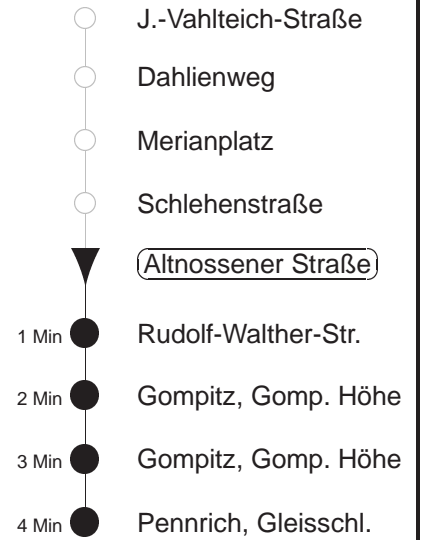 J.-Vahlteich-Straße
Dahlienweg
Merianplatz
Schlehenstraße
Altnossener Straße
1 Min Rudolf-Walther-Str.
2 Min Gompitz, Gomp. Höhe
3 Min Gompitz, Gomp. Höhe
4 Min Pennrich, Gleisschl.